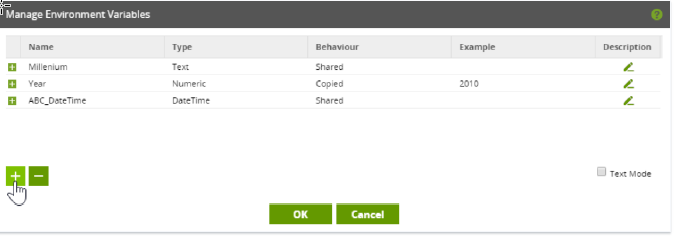 Manage Environment Variables ?
Name Type Behaviour Example Description
Millenium Text Shared
Year Numeric Copied 2010
ABC_DateTime DateTime Shared
Text Mode
OK Cancel